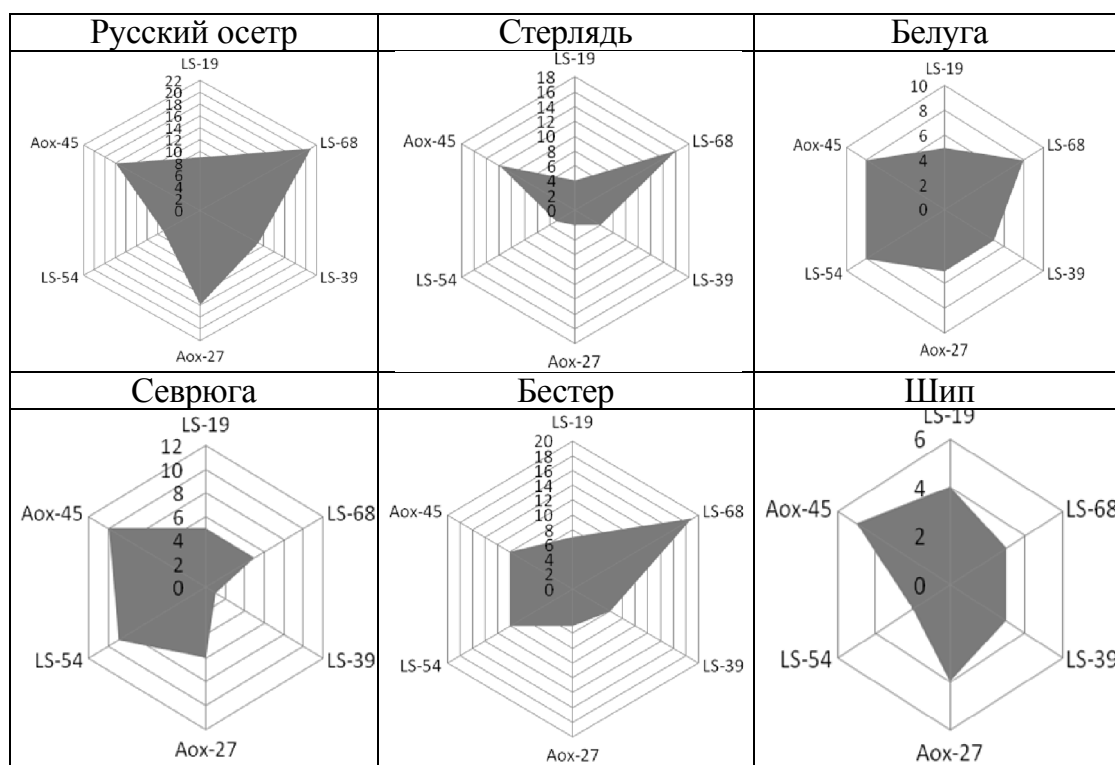 Русский осетр
Стерлядь
Белуга
LS-19
22
20
18
16
14
12
10
8
6
4
2
0
LS-68
LS-39
Aox-27
LS-54
Aox-45
LS-19
18
16
14
12
10
8
6
4
2
0
LS-68
LS-39
Aox-27
LS-54
Aox-45
LS-19
10
8
6
4
2
0
LS-68
LS-39
Aox-27
LS-54
Aox-45
Севрюга
Бестер
Шип
LS-19
12
10
8
6
4
2
0
LS-68
LS-39
Aox-27
LS-54
Aox-45
LS-19
20
18
16
14
12
10
8
6
4
2
0
LS-68
LS-39
Aox-27
LS-54
Aox-45
LS-19
6
4
2
0
LS-68
LS-39
Aox-27
LS-54
Aox-45